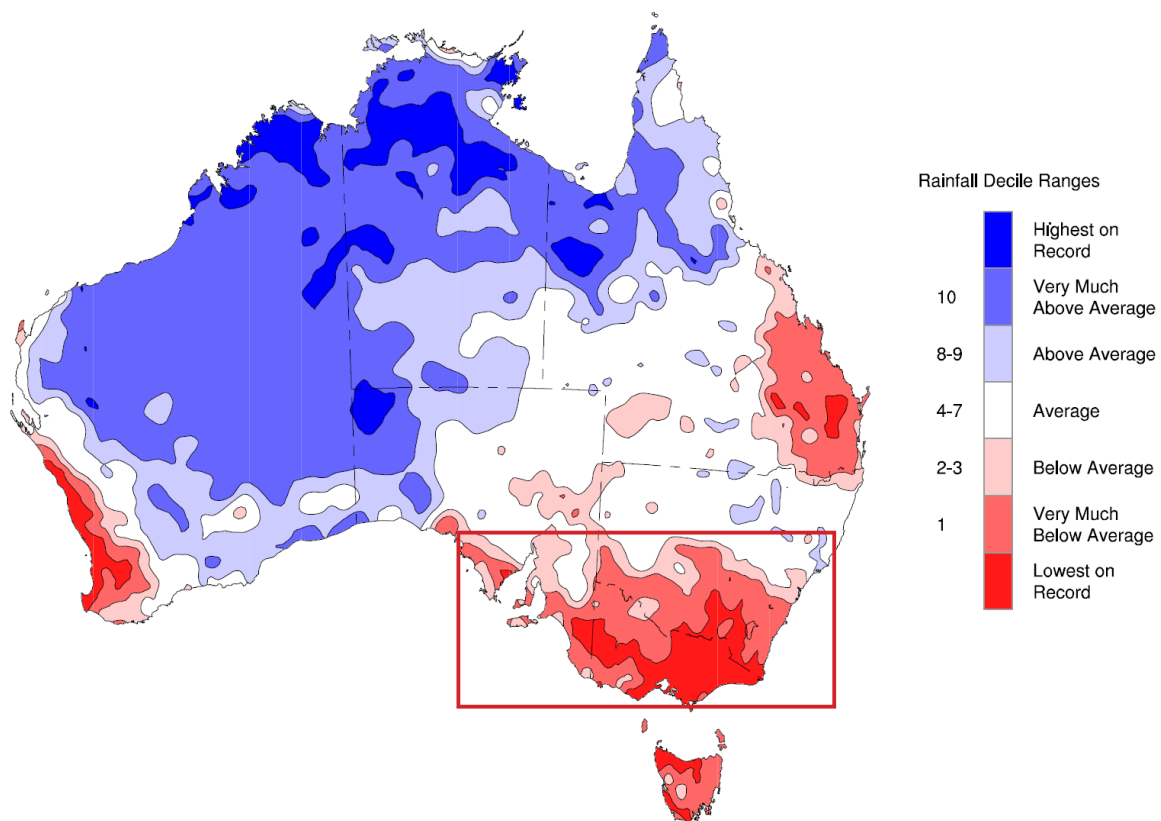 Rainfall Decile Ranges
Highest on
Record
10
Very Much
Above Average
8-9
Above Average
4-7
Average
2-3
Below Average
1
Very Much
Below Average
Lowest on
Record